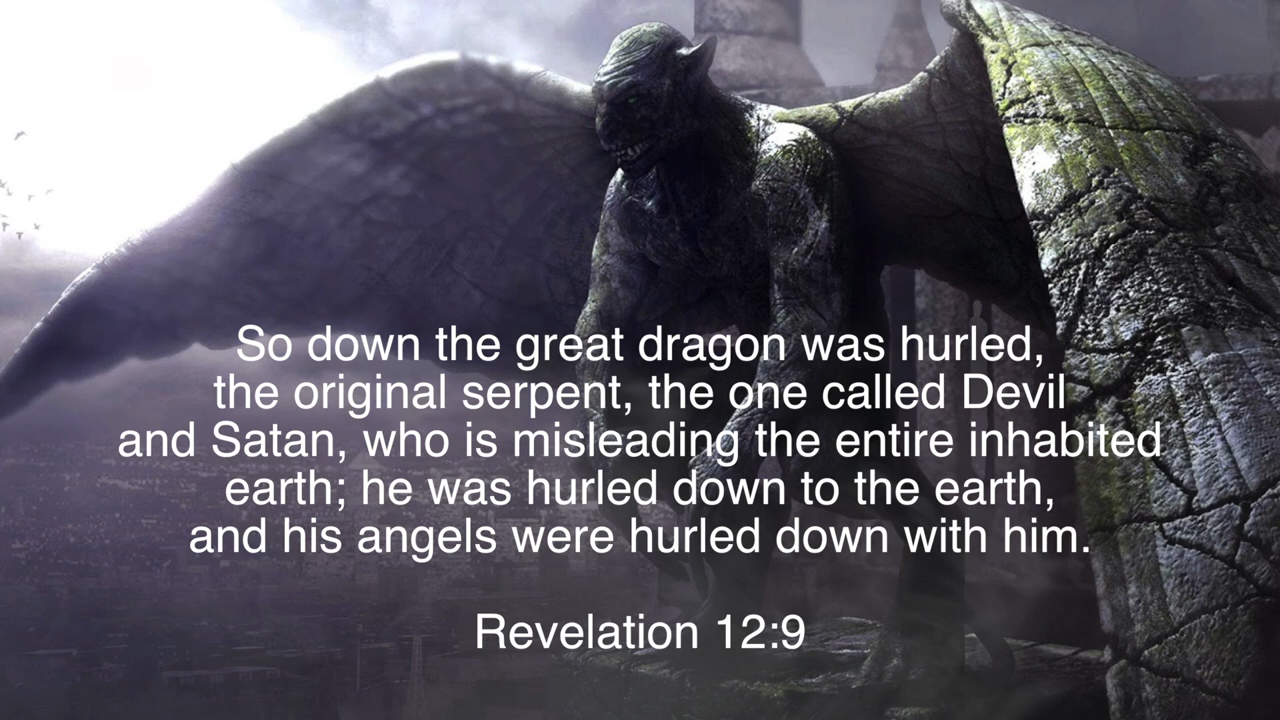 So down the great dragon was hurled,
the original serpent, the one called Devil
and Satan, who is misleading the entire inhabited
earth; he was hurled down to the earth,
and his angels were hurled down with him.
Revelation 12:9